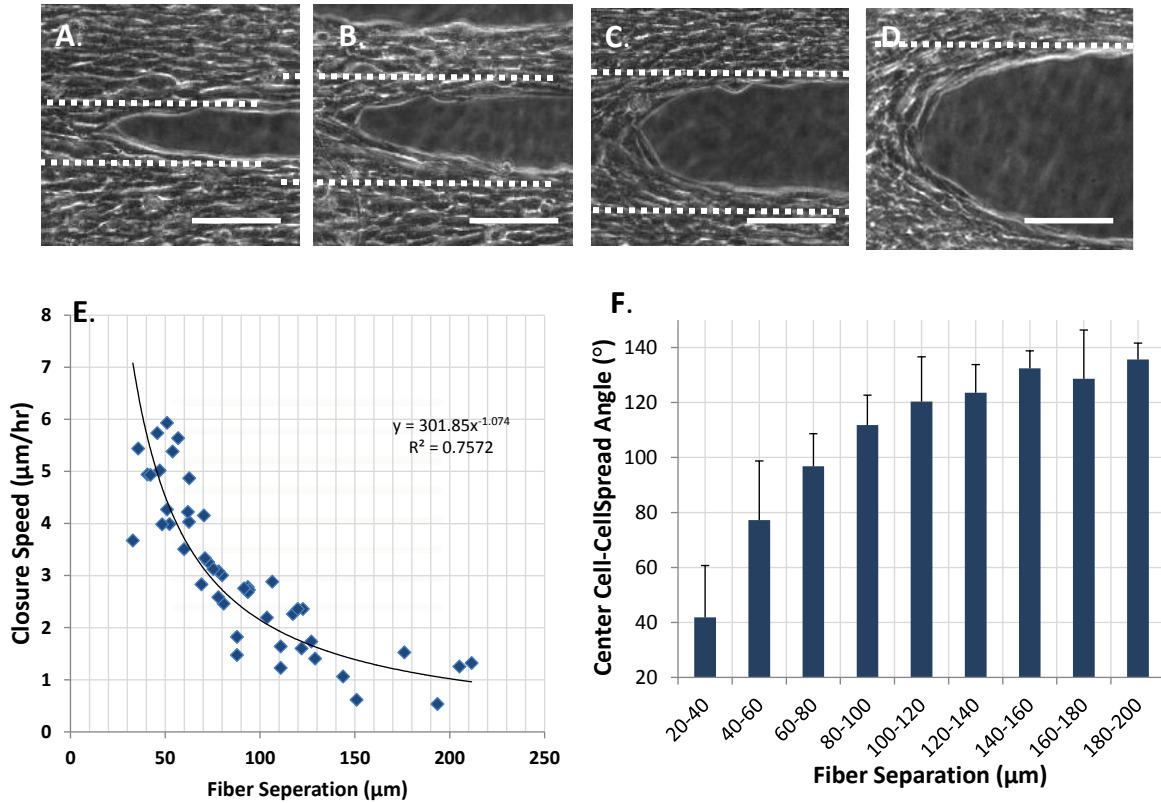 A.
B.
C.
D.
E.
8
7
6
5
4
3
2
1
0
Closure Speed (µm/hr)
y = 301.85x^-1.074
R² = 0.7572
0
50
100
150
200
250
Fiber Seperation (µm)
F.
140
120
100
80
60
40
20
Center Cell-CellSpread Angle (°)
20-40
40-60
60-80
80-100
100-120
120-140
140-160
160-180
180-200
Fiber Separation (µm)